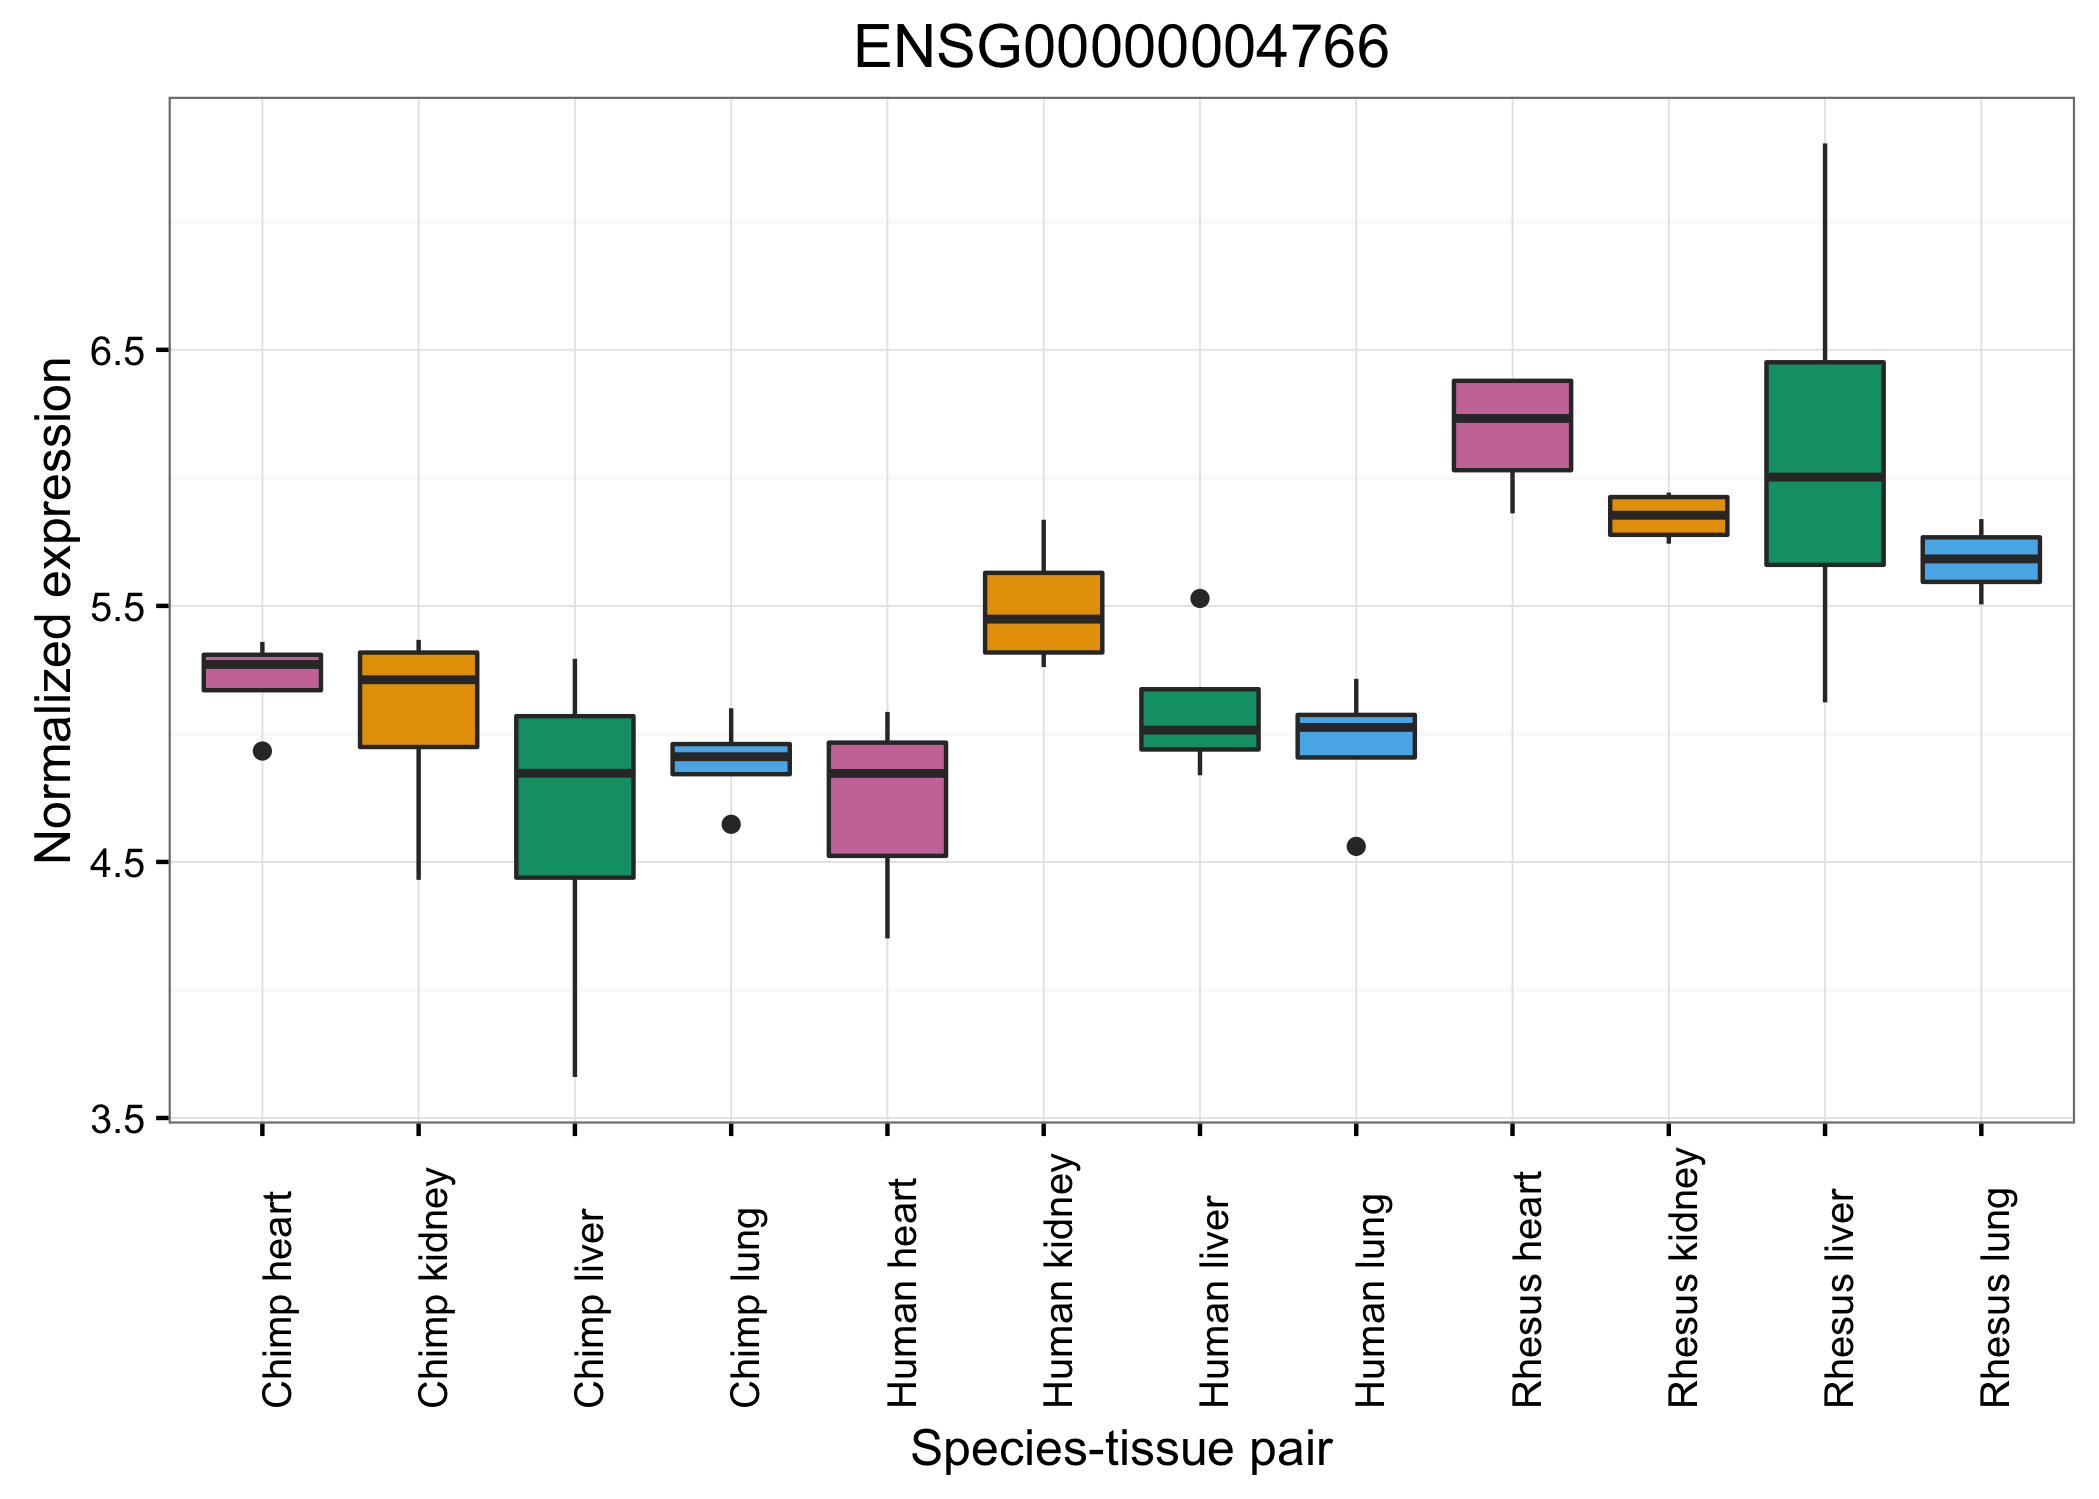 ENSG00000004766
Normalized expression
6.5
5.5
4.5
3.5
Chimp heart
Chimp kidney
Chimp liver
Chimp lung
Human heart
Human kidney
Human liver
Human lung
Rhesus heart
Rhesus kidney
Rhesus liver
Rhesus lung
Species-tissue pair